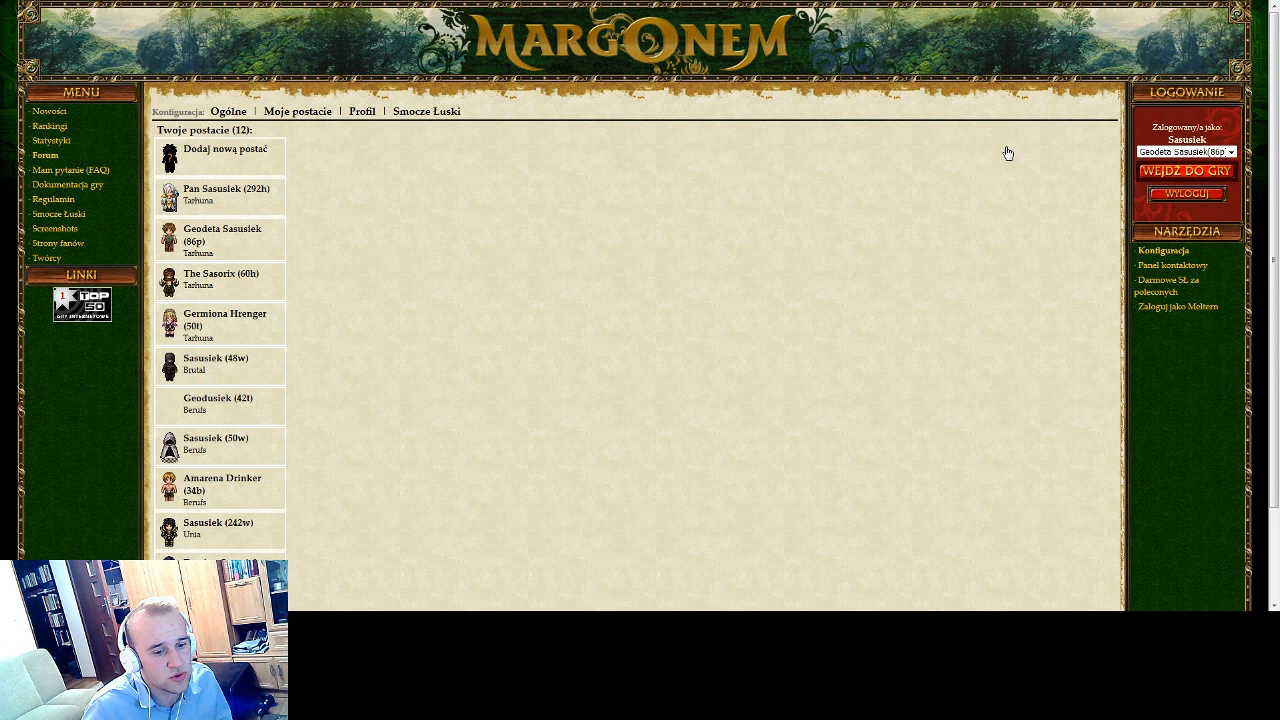 MARGONEM
MENU
· Nowości
· Rankingi
· Statystyki
· Forum
· Mam pytanie (FAQ)
· Dokumentacja gry
· Regulamin
· Smocze Łuski
· Screenshots
· Strony fanów
· Twórcy
LINKI
1 TOP
50
GRY INTERNETOWE
Konfiguracja: Ogólne | Moje postacie | Profil | Smocze Łuski
Twoje postacie (12):
Dodaj nową postać
Pan Sasusiek (292h)
Tarhuna
Geodeta Sasusiek
(86p)
Tarhuna
The Sasorix (60h)
Tarhuna
Germiona Hrenger
(50t)
Tarhuna
Sasusiek (48w)
Brutal
Geodusiek (42t)
Berufs
Sasusiek (50w)
Berufs
Amarena Drinker
(34b)
Berufs
Sasusiek (242w)
Unia
LOGOWANIE
Zalogowany/a jako:
Sasusiek
Geodeta Sasusiek(86p)
WEJDŹ DO GRY
WYLOGUJ
NARZĘDZIA
· Konfiguracja
· Panel kontaktowy
· Darmowe SŁ za
poleconych
· Zaloguj jako Meltern